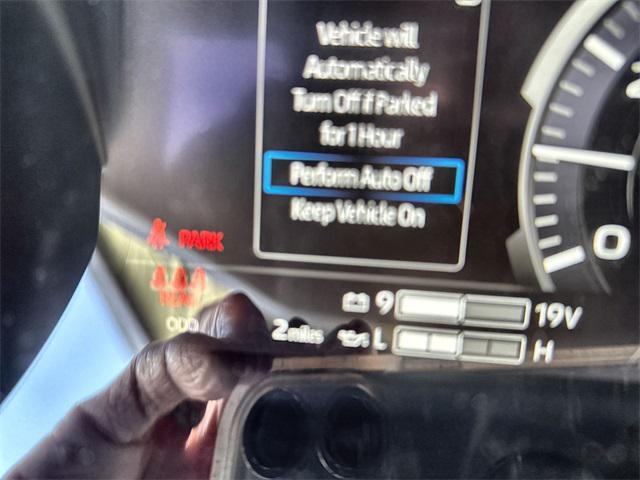 Vehicle will
Automatically
Turn Off if Parked
for 1 Hour
Perform Auto Off
Keep Vehicle On
PARK
ODO 2 miles
9 19V
L H
0